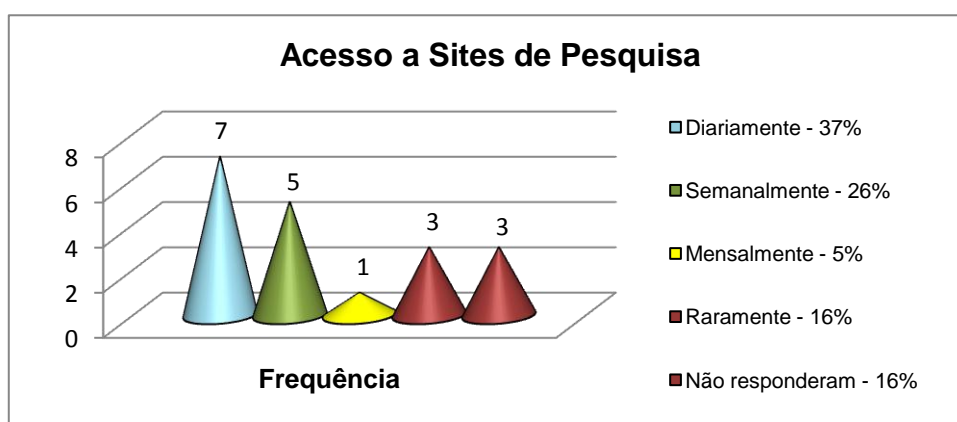 Acesso a Sites de Pesquisa
8
6
4
2
0
7
5
1
3
3
Frequência
Diariamente - 37%
Semanalmente - 26%
Mensalmente - 5%
Raramente - 16%
Não responderam - 16%